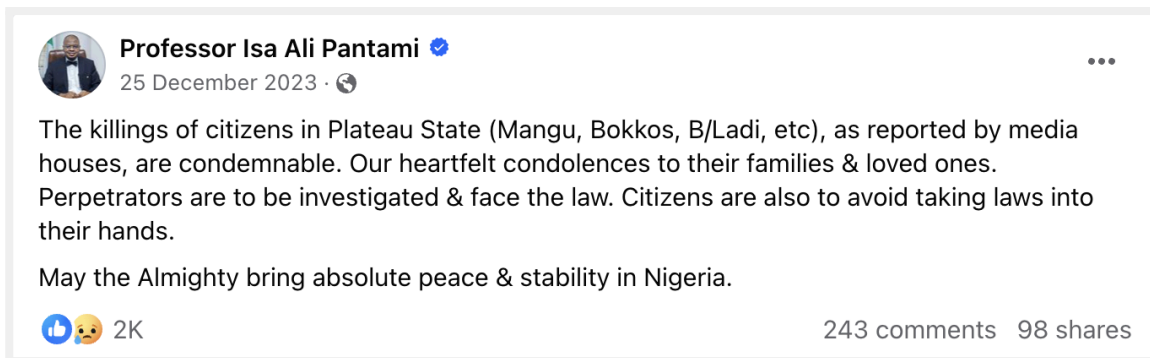 Professor Isa Ali Pantami
25 December 2023 ·
The killings of citizens in Plateau State (Mangu, Bokkos, B/Ladi, etc), as reported by media
houses, are condemnable. Our heartfelt condolences to their families & loved ones.
Perpetrators are to be investigated & face the law. Citizens are also to avoid taking laws into
their hands.
May the Almighty bring absolute peace & stability in Nigeria.
2K 243 comments 98 shares